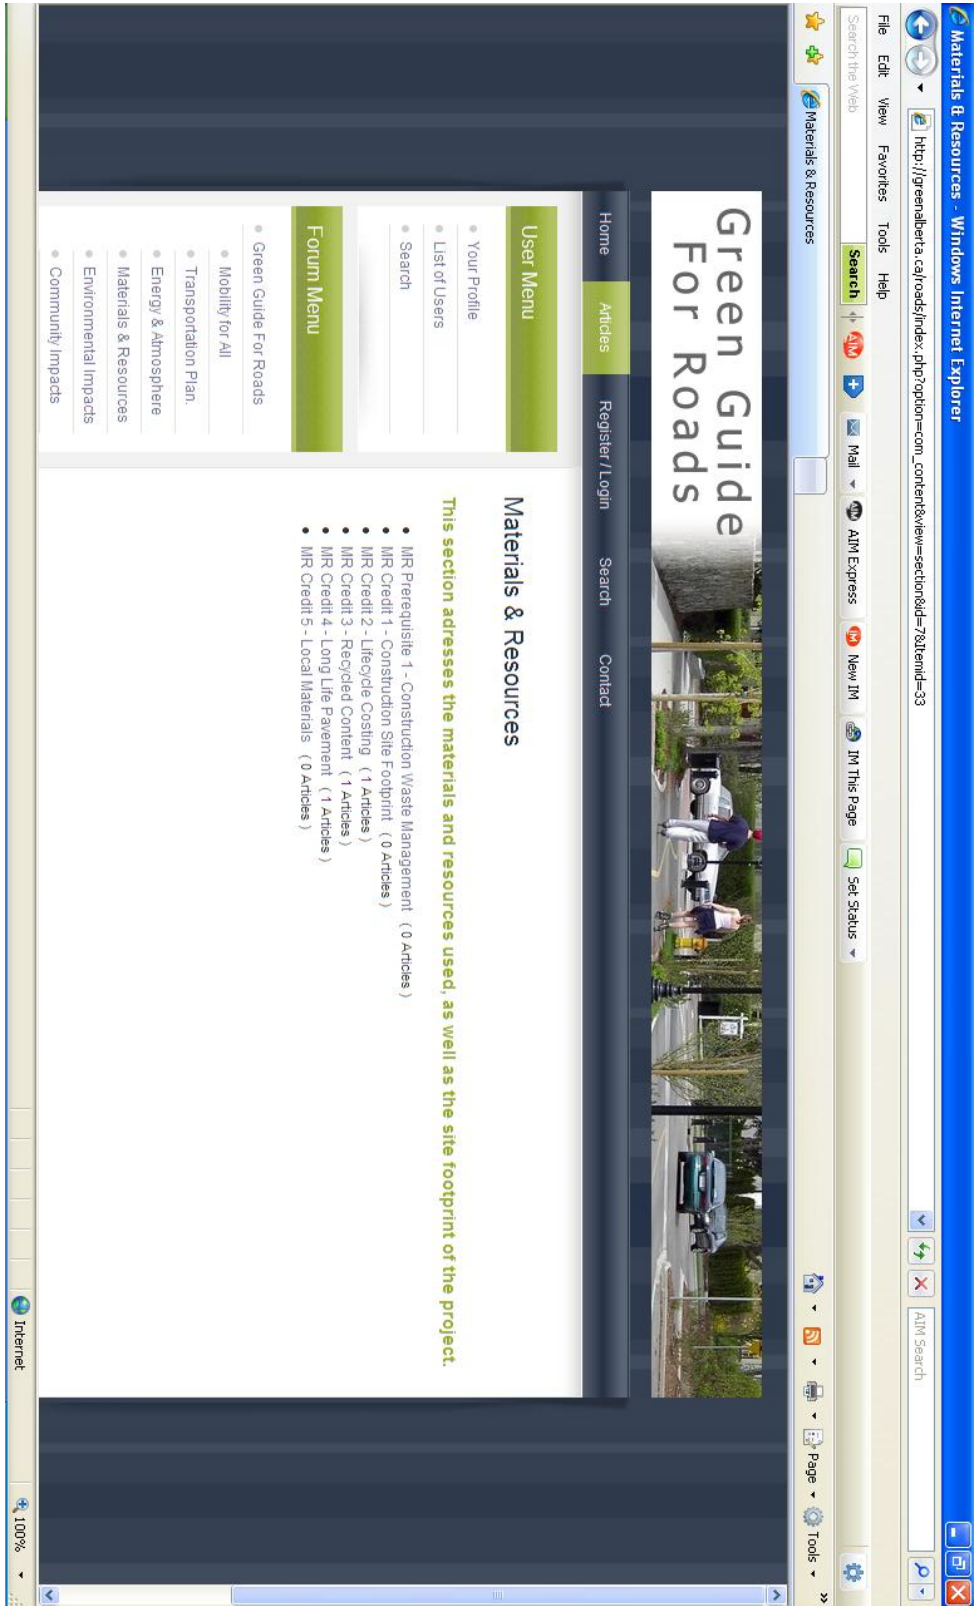 Materials & Resources - Windows Internet Explorer
http://greenalberta.ca/roads/index.php?option=com_content&view=section&id=7&Itemid=33
AIM Search
File Edit View Favorites Tools Help
Search the Web Search AIM Mail AIM Express New IM IM This Page Set Status
Materials & Resources
Page Tools »
Green Guide
For Roads
Home Articles Register / Login Search Contact
User Menu
Your Profile
List of Users
Search
Forum Menu
Green Guide For Roads
Mobility for All
Transportation Plan.
Energy & Atmosphere
Materials & Resources
Environmental Impacts
Community Impacts
Materials & Resources
This section adresses the materials and resources used, as well as the site footprint of the project.
• MR Prerequisite 1 - Construction Waste Management ( 0 Articles )
• MR Credit 1 - Construction Site Footprint ( 0 Articles )
• MR Credit 2 - Lifecycle Costing ( 1 Articles )
• MR Credit 3 - Recycled Content ( 1 Articles )
• MR Credit 4 - Long Life Pavement ( 1 Articles )
• MR Credit 5 - Local Materials ( 0 Articles )
Internet 100%